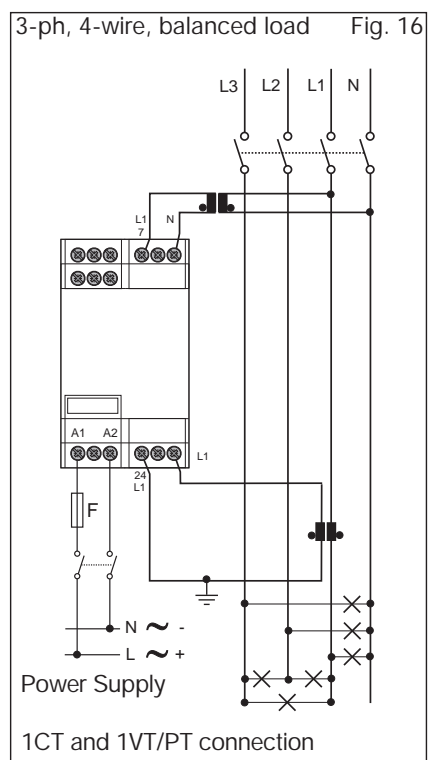 3-ph, 4-wire, balanced load Fig. 16
L3 L2 L1 N
L1 N
7
A1 A2
L1
24
L1
F
N ~ -
L ~ +
Power Supply
1CT and 1VT/PT connection